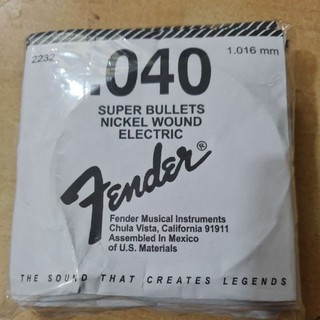 2232
.040
1.016 mm
SUPER BULLETS
NICKEL WOUND
ELECTRIC
Fender®
Fender Musical Instruments
Chula Vista, California 91911
Assembled In Mexico
of U.S. Materials
THE SOUND THAT CREATES LEGENDS